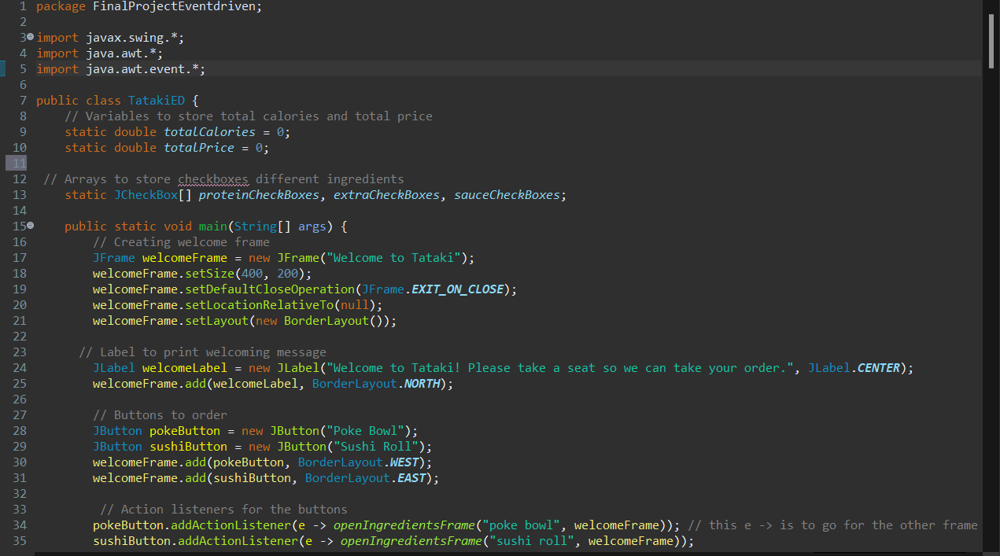 1 package FinalProjectEventdriven;
2
3 import javax.swing.*;
4 import java.awt.*;
5 import java.awt.event.*;
6
7 public class TatakiED {
8     // Variables to store total calories and total price
9     static double totalCalories = 0;
10     static double totalPrice = 0;
11
12  // Arrays to store checkboxes different ingredients
13     static JCheckBox[] proteinCheckBoxes, extraCheckBoxes, sauceCheckBoxes;
14
15     public static void main(String[] args) {
16         // Creating welcome frame
17         JFrame welcomeFrame = new JFrame("Welcome to Tataki");
18         welcomeFrame.setSize(400, 200);
19         welcomeFrame.setDefaultCloseOperation(JFrame.EXIT_ON_CLOSE);
20         welcomeFrame.setLocationRelativeTo(null);
21         welcomeFrame.setLayout(new BorderLayout());
22
23       // Label to print welcoming message
24         JLabel welcomeLabel = new JLabel("Welcome to Tataki! Please take a seat so we can take your order.", JLabel.CENTER);
25         welcomeFrame.add(welcomeLabel, BorderLayout.NORTH);
26
27         // Buttons to order
28         JButton pokeButton = new JButton("Poke Bowl");
29         JButton sushiButton = new JButton("Sushi Roll");
30         welcomeFrame.add(pokeButton, BorderLayout.WEST);
31         welcomeFrame.add(sushiButton, BorderLayout.EAST);
32
33          // Action listeners for the buttons
34         pokeButton.addActionListener(e -> openIngredientsFrame("poke bowl", welcomeFrame)); // this e -> is to go for the other frame
35         sushiButton.addActionListener(e -> openIngredientsFrame("sushi roll", welcomeFrame));